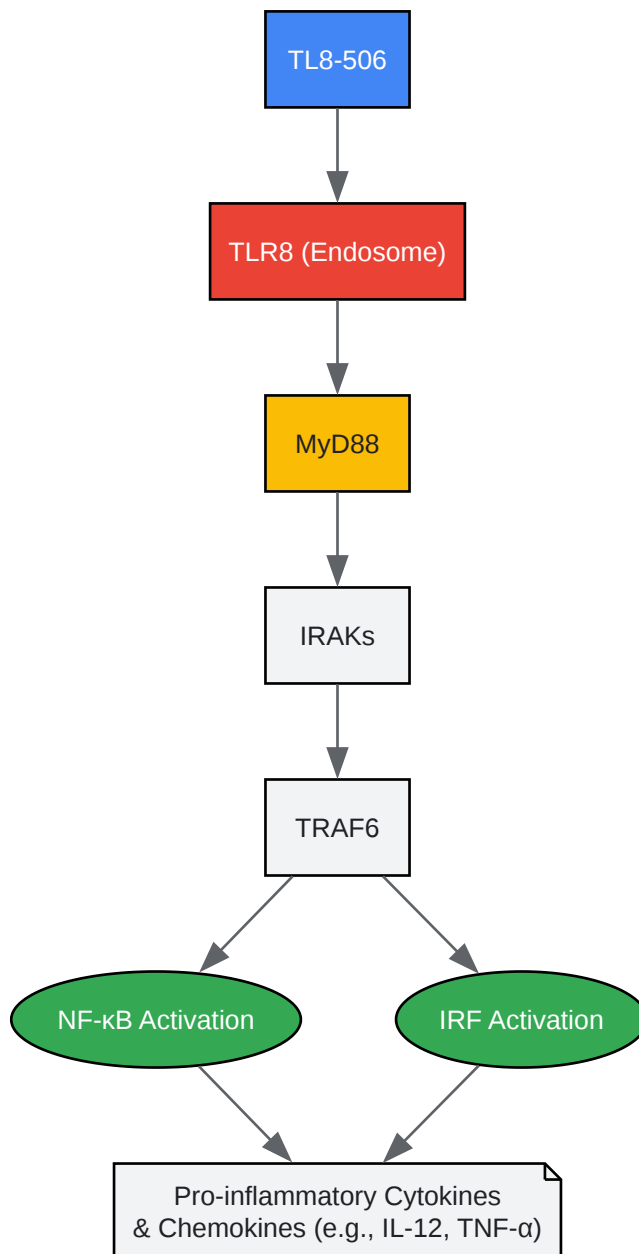 TL8-506
TLR8 (Endosome)
MyD88
IRAKs
TRAF6
NF-κB Activation
IRF Activation
Pro-inflammatory Cytokines
& Chemokines (e.g., IL-12, TNF-α)